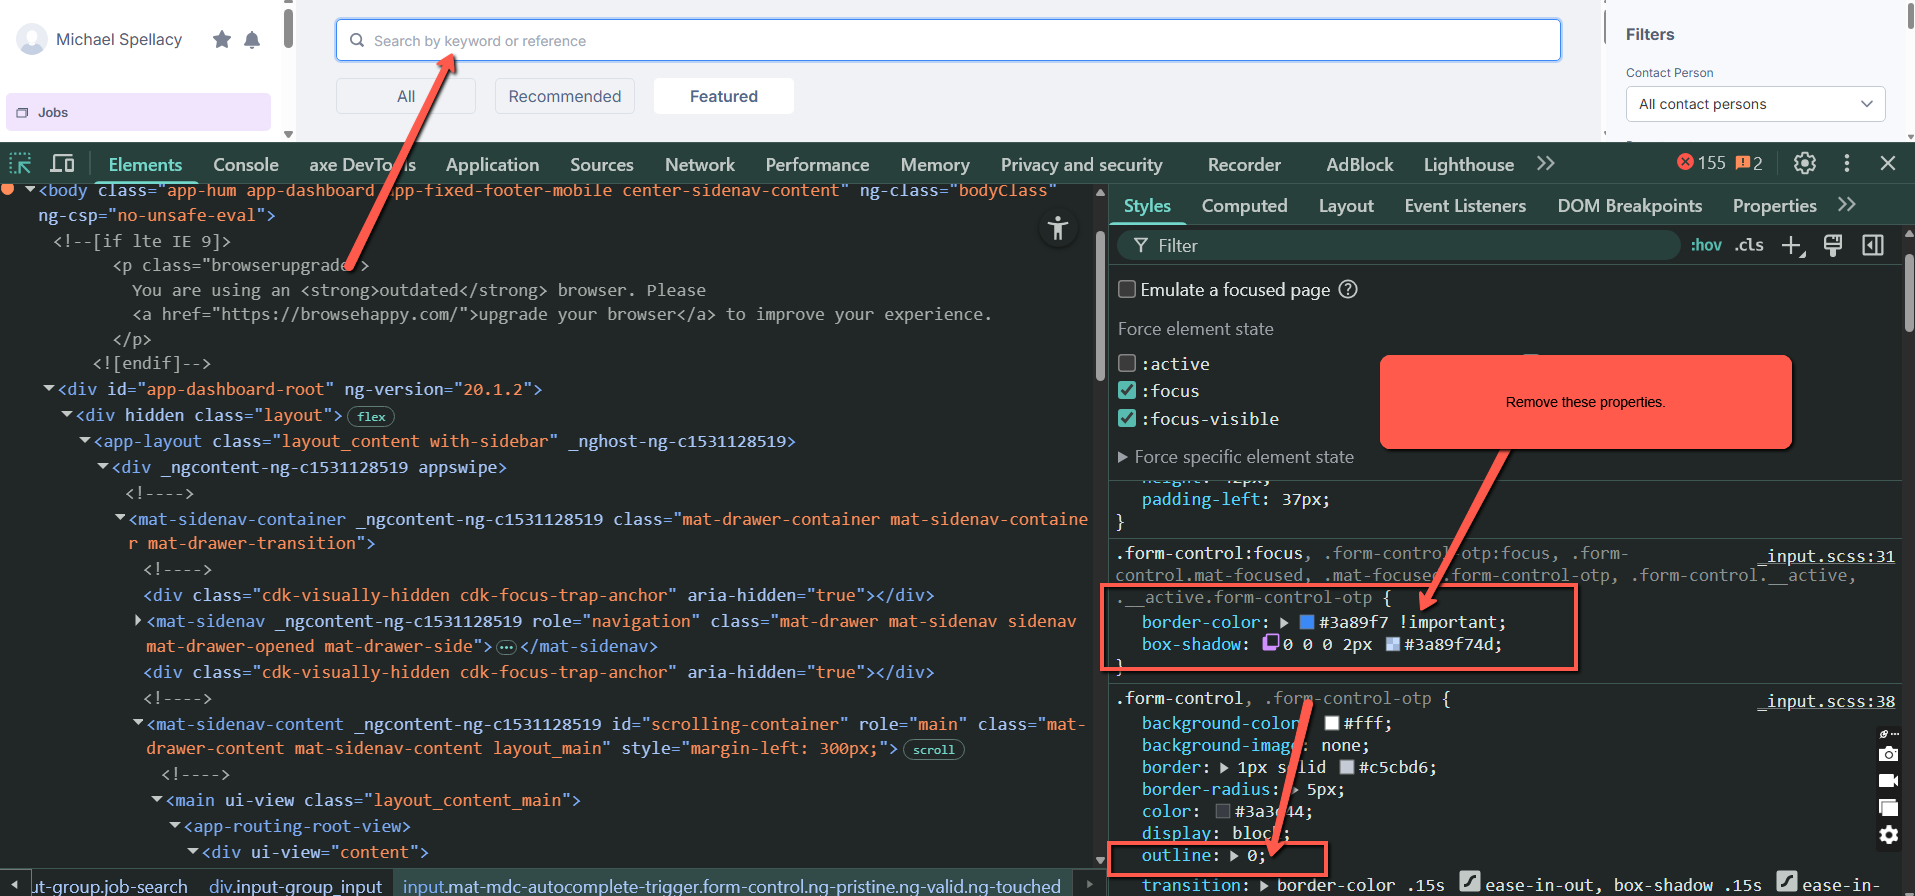 Michael Spellacy
Search by keyword or reference
Filters
Contact Person
All contact persons
Jobs
All
Recommended
Featured
Elements
Console
axe DevTools
Application
Sources
Network
Performance
Memory
Privacy and security
Recorder
AdBlock
Lighthouse
155
2
<body class="app-hum app-dashboard app-fixed-footer-mobile center-sidenav-content" ng-class="bodyClass"
ng-csp="no-unsafe-eval">
<!--[if lte IE 9]>
<p class="browserupgrade">
You are using an <strong>outdated</strong> browser. Please
<a href="https://browsehappy.com/">upgrade your browser</a> to improve your experience.
</p>
<![endif]-->
<div id="app-dashboard-root" ng-version="20.1.2">
<div hidden class="layout"> flex
<app-layout class="layout_content with-sidebar" _nghost-ng-c1531128519>
<div _ngcontent-ng-c1531128519 appswipe>
<!---->
<mat-sidenav-container _ngcontent-ng-c1531128519 class="mat-drawer-container mat-sidenav-containe
r mat-drawer-transition">
<!---->
<div class="cdk-visually-hidden cdk-focus-trap-anchor" aria-hidden="true"></div>
<mat-sidenav _ngcontent-ng-c1531128519 role="navigation" class="mat-drawer mat-sidenav sidenav
mat-drawer-opened mat-drawer-side"> ⋯ </mat-sidenav>
<div class="cdk-visually-hidden cdk-focus-trap-anchor" aria-hidden="true"></div>
<!---->
<mat-sidenav-content _ngcontent-ng-c1531128519 id="scrolling-container" role="main" class="mat-
drawer-content mat-sidenav-content layout_main" style="margin-left: 300px;"> scroll
<!---->
<main ui-view class="layout_content_main">
<app-routing-root-view>
<div ui-view="content">
ut-group.job-search
div.input-group_input
input.mat-mdc-autocomplete-trigger.form-control.ng-pristine.ng-valid.ng-touched
Styles
Computed
Layout
Event Listeners
DOM Breakpoints
Properties
Filter
:hov
.cls
Emulate a focused page
Force element state
:active
:focus
:focus-visible
Force specific element state
Remove these properties.
height: 42px;
padding-left: 37px;
}
.form-control:focus, .form-control-otp:focus, .form-
_input.scss:31
control.mat-focused, .mat-focused.form-control-otp, .form-control.__active,
.__active.form-control-otp {
border-color: #3a89f7 !important;
box-shadow: 0 0 0 2px #3a89f74d;
}
.form-control, .form-control-otp {
_input.scss:38
background-color: #fff;
background-image: none;
border: 1px solid #c5cbd6;
border-radius: 5px;
color: #3a3c44;
display: block;
outline: 0;
transition: border-color .15s ease-in-out, box-shadow .15s ease-in-